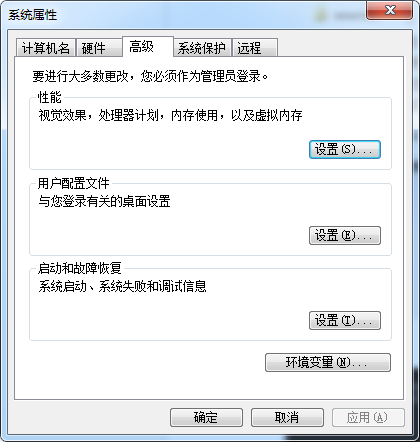 系统属性
计算机名 硬件 高级 系统保护 远程
要进行大多数更改，您必须作为管理员登录。
性能
视觉效果，处理器计划，内存使用，以及虚拟内存
设置(S)...
用户配置文件
与您登录有关的桌面设置
设置(E)...
启动和故障恢复
系统启动、系统失败和调试信息
设置(T)...
环境变量(N)...
确定 取消 应用(A)